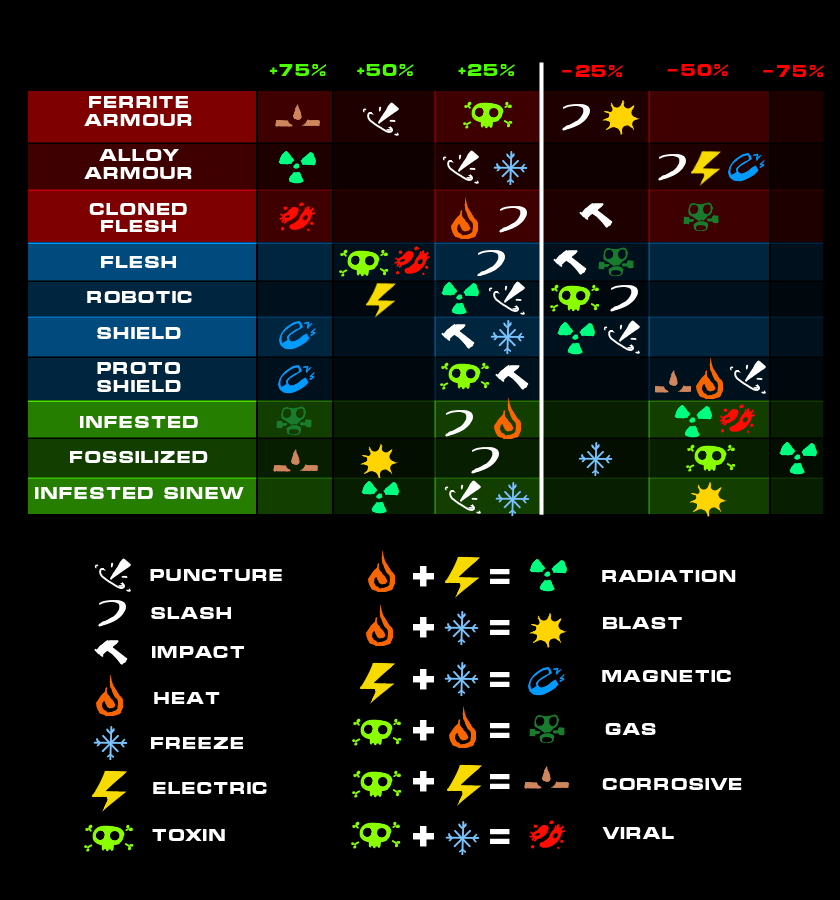 +75% +50% +25% -25% -50% -75%
FERRITE
ARMOUR
ALLOY
ARMOUR
CLONED
FLESH
FLESH
ROBOTIC
SHIELD
PROTO
SHIELD
INFESTED
FOSSILIZED
INFESTED SINEW
PUNCTURE
SLASH
IMPACT
HEAT
FREEZE
ELECTRIC
TOXIN
+ = RADIATION
+ = BLAST
+ = MAGNETIC
+ = GAS
+ = CORROSIVE
+ = VIRAL